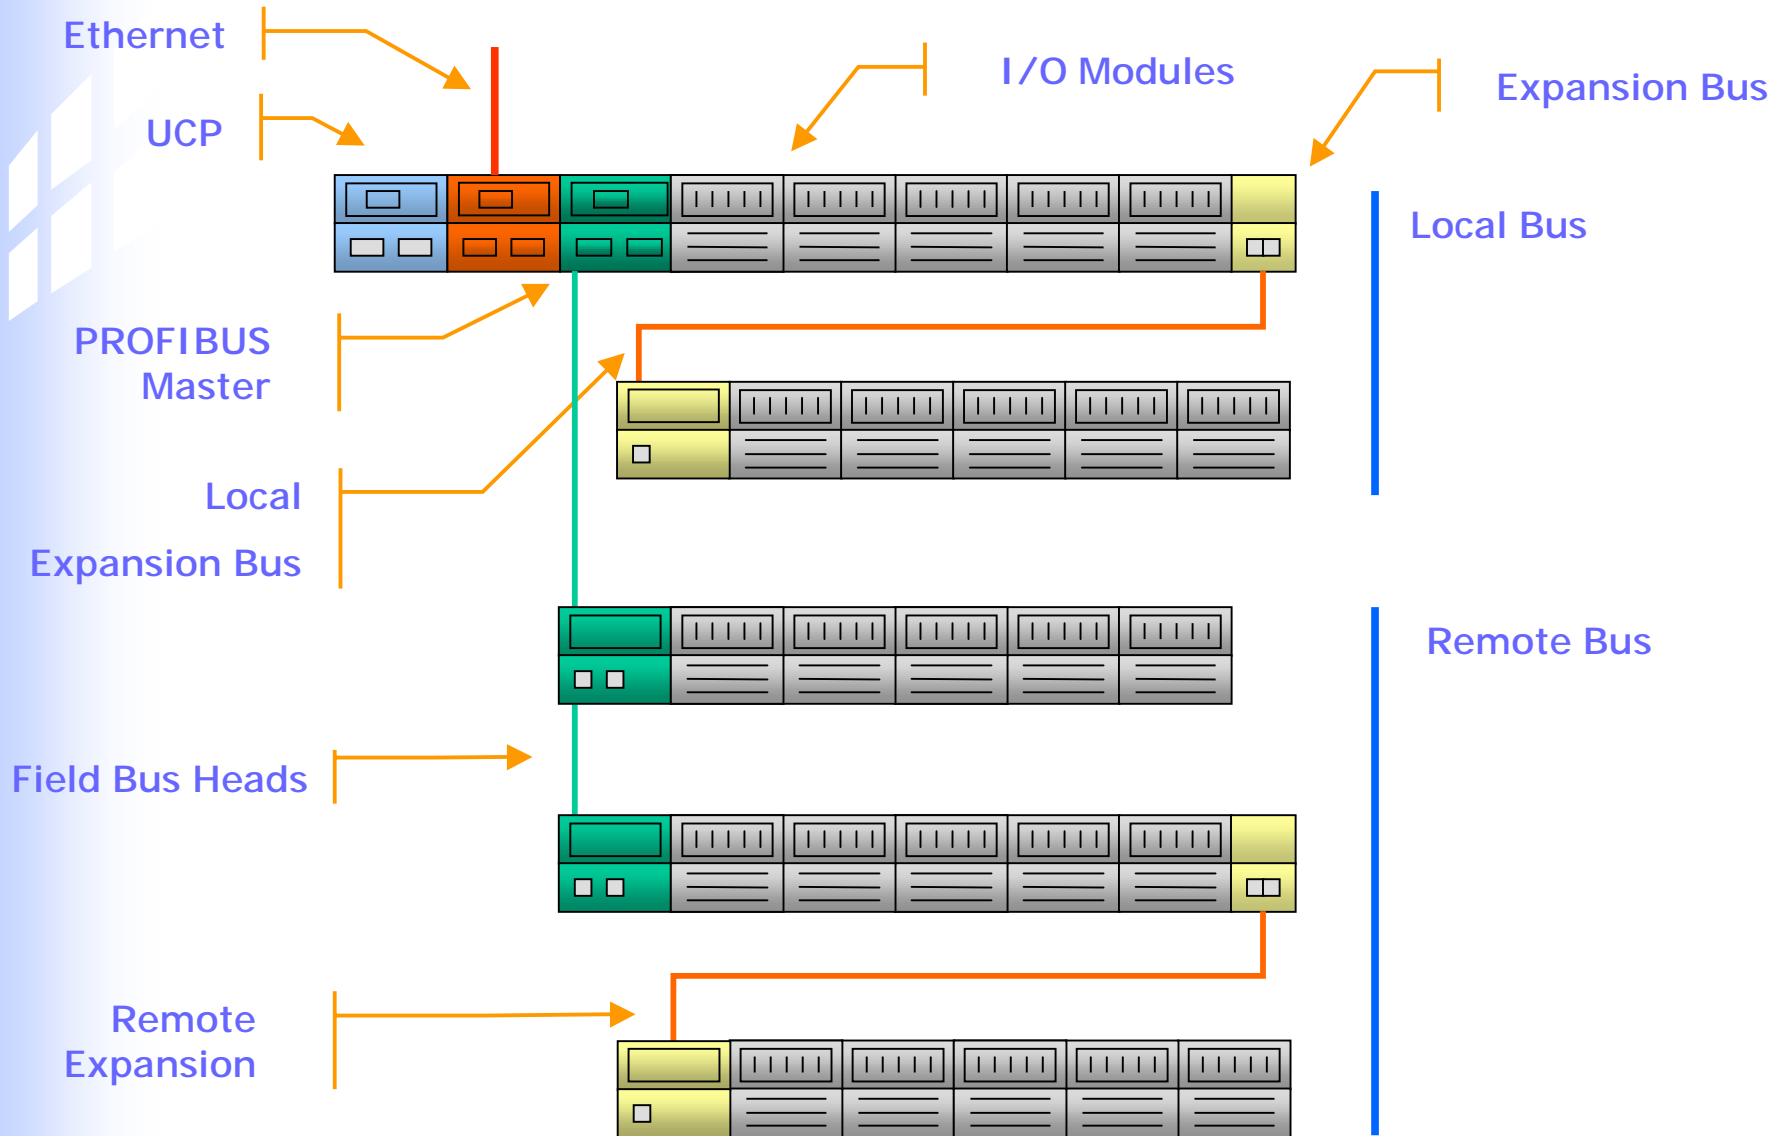 Ethernet
I/O Modules
Expansion Bus
UCP
Local Bus
PROFIBUS
Master
Local
Expansion Bus
Remote Bus
Field Bus Heads
Remote
Expansion